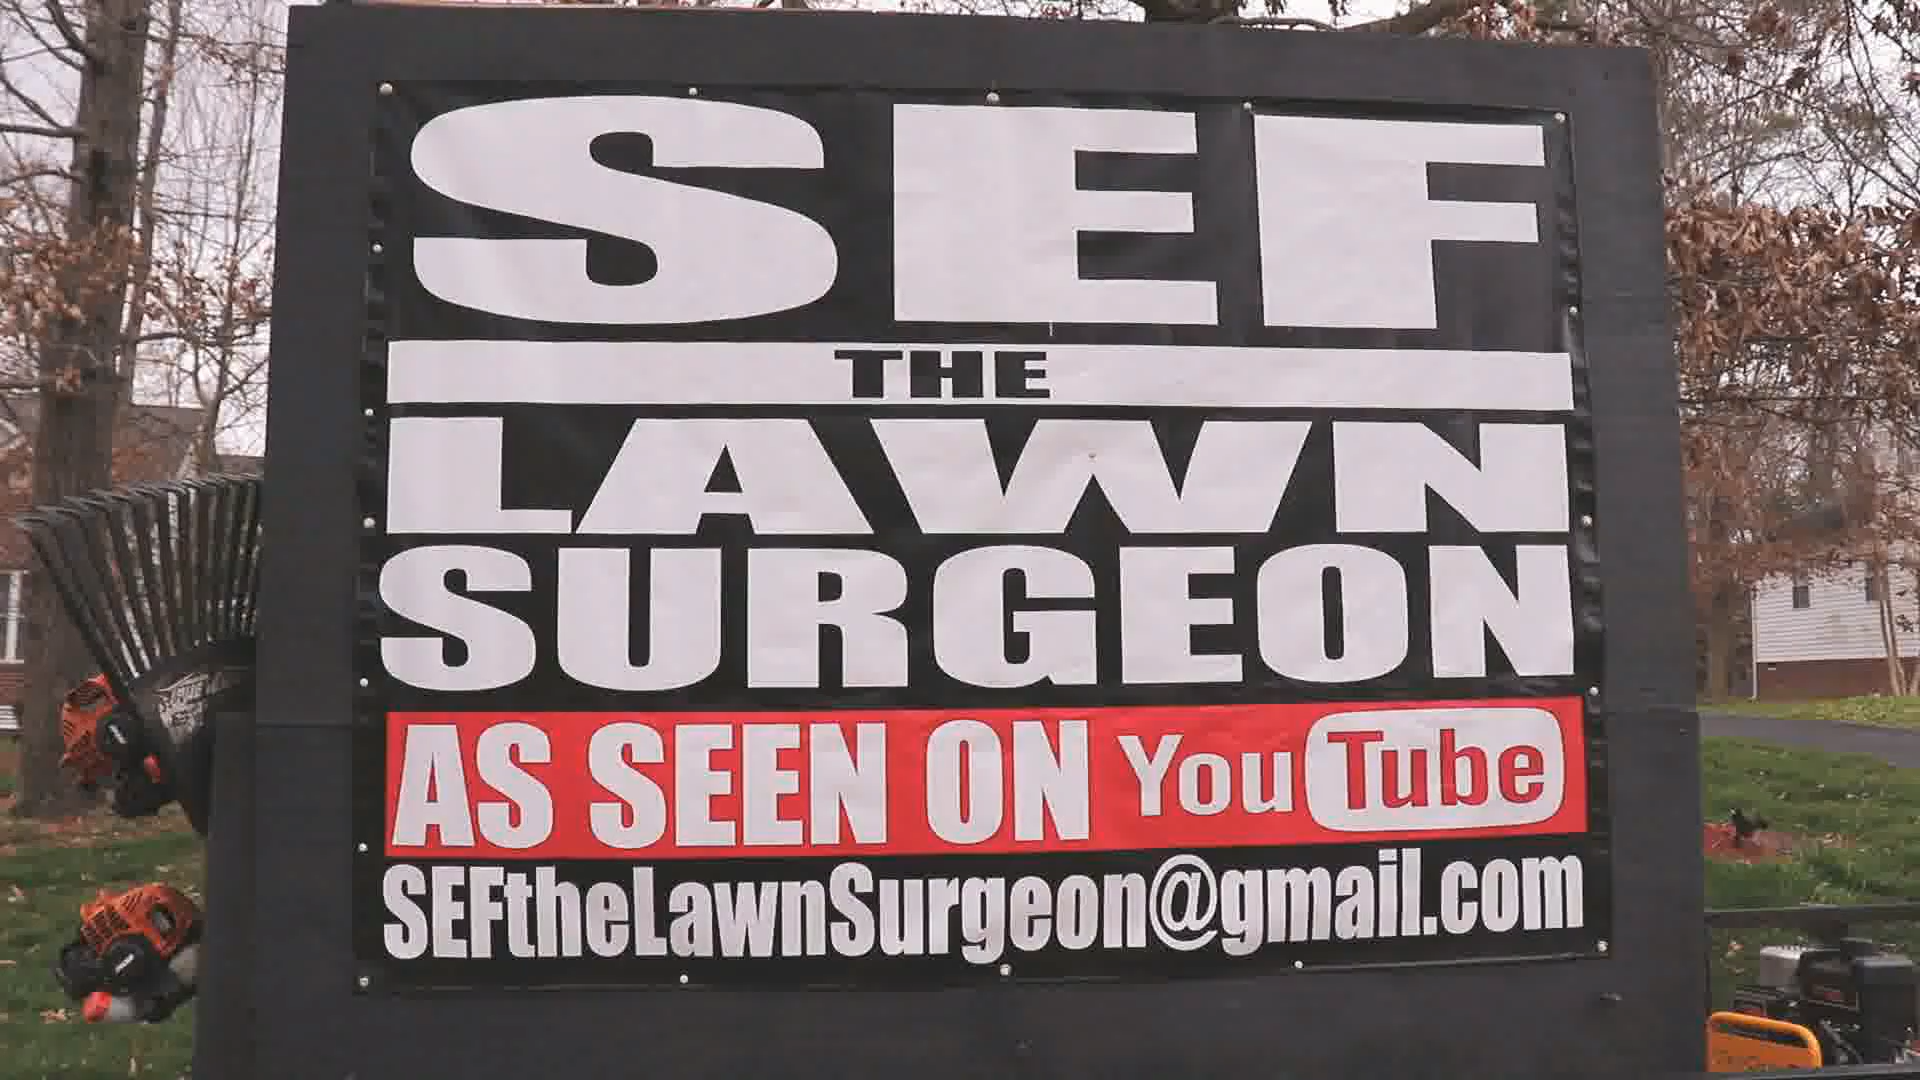 SEF
THE
LAWN
SURGEON
AS SEEN ON YouTube
SEFtheLawnSurgeon@gmail.com